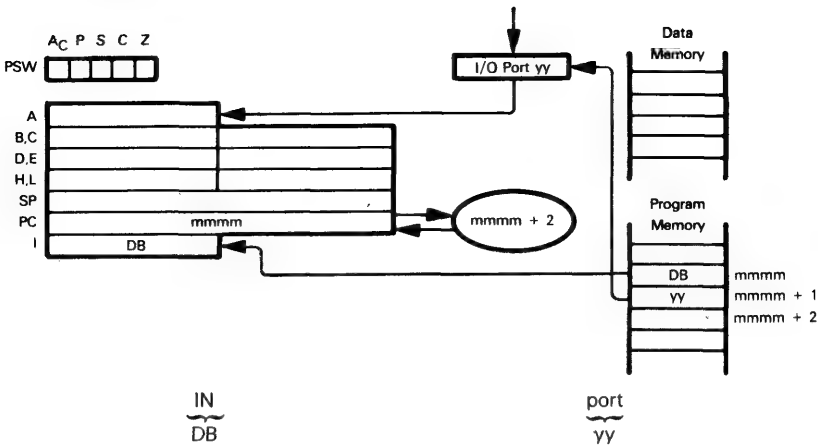 A_C P S C Z
PSW
I/O Port yy
Data
Memory
A
B,C
D,E
H,L
SP
PC mmmm
I DB
mmmm + 2
Program
Memory
DB mmmm
yy mmmm + 1
mmmm + 2
IN
DB
port
yy